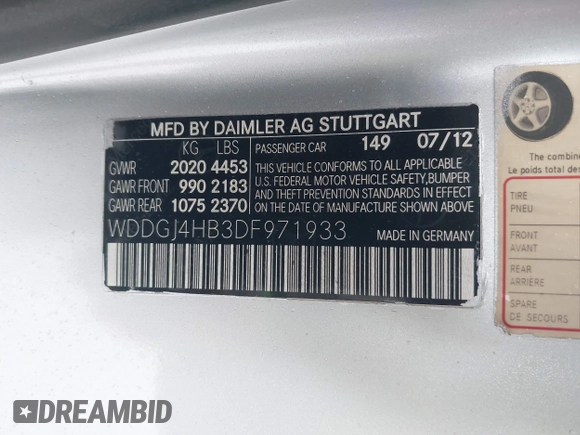 MFD BY DAIMLER AG STUTTGART
KG LBS PASSENGER CAR 149 07/12
GVWR 2020 4453
GAWR FRONT 990 2183
GAWR REAR 1075 2370
THIS VEHICLE CONFORMS TO ALL APPLICABLE
U.S. FEDERAL MOTOR VEHICLE SAFETY, BUMPER
AND THEFT PREVENTION STANDARDS IN EFFECT
ON THE DATE OF MANUFACTURE SHOWN ABOVE
WDDGJ4HB3DF971933 MADE IN GERMANY
The combine
Le poids total des
TIRE
PNEU
FRONT
AVANT
REAR
ARRIÈRE
SPARE
DE SECOURS
DREAMBID